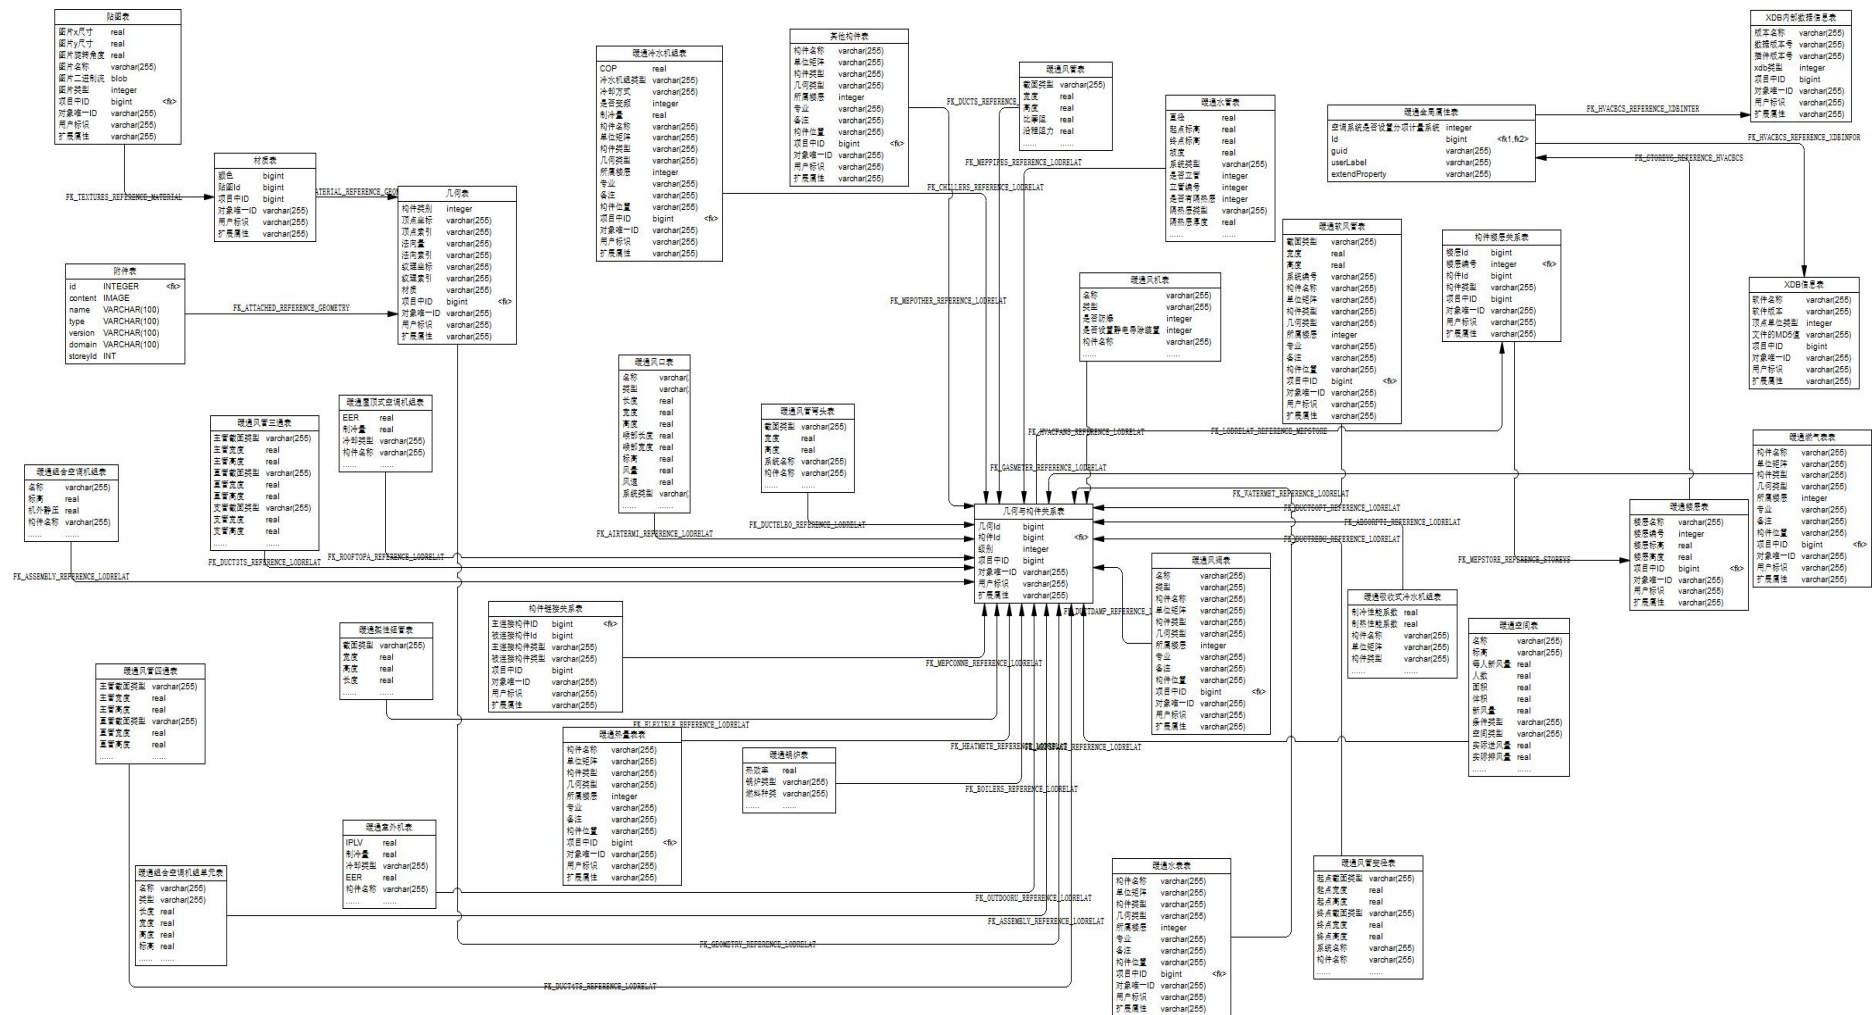 贴图表
图片x尺寸 real
图片y尺寸 real
图片旋转角度 real
图片名称 varchar(255)
图片二进制流 blob
图片类型 integer
项目中ID bigint <fk>
对象唯一ID varchar(255)
用户标识 varchar(255)
扩展属性 varchar(255)
FK_TEXTURES_REFERENCE_MATERIAL
材质表
颜色 bigint
贴图Id bigint
项目中ID bigint
对象唯一ID varchar(255)
用户标识 varchar(255)
扩展属性 varchar(255)
几何表
构件类别 integer
顶点坐标 varchar(255)
顶点索引 varchar(255)
法向量 varchar(255)
法向索引 varchar(255)
纹理坐标 varchar(255)
纹理索引 varchar(255)
材质 varchar(255)
项目中ID bigint <fk>
对象唯一ID varchar(255)
用户标识 varchar(255)
扩展属性 varchar(255)
附件表
id INTEGER <fk>
content IMAGE
name VARCHAR(100)
type VARCHAR(100)
version VARCHAR(100)
domain VARCHAR(100)
storeyId INT
FK_ATTACHED_REFERENCE_GEOMETRY
暖通冷水机组表
COP real
冷水机组类型 varchar(255)
冷却方式 varchar(255)
是否变频 integer
制冷量 real
构件名称 varchar(255)
单位矩阵 varchar(255)
构件类型 varchar(255)
几何类型 varchar(255)
所属楼层 integer
专业 varchar(255)
备注 varchar(255)
构件位置 varchar(255)
项目中ID bigint <fk>
对象唯一ID varchar(255)
用户标识 varchar(255)
扩展属性 varchar(255)
FK_CHILLERS_REFERENCE_LODRELAT
其他构件表
构件名称 varchar(255)
单位矩阵 varchar(255)
构件类型 varchar(255)
几何类型 varchar(255)
所属楼层 integer
专业 varchar(255)
备注 varchar(255)
构件位置 varchar(255)
项目中ID bigint <fk>
对象唯一ID varchar(255)
用户标识 varchar(255)
扩展属性 varchar(255)
FK_MEPOTHER_REFERENCE_LODRELAT
暖通风管表
截面类型 varchar(255)
宽度 real
高度 real
比摩阻 real
沿程阻力 real
...... ......
FK_DUCTS_REFERENCE_
暖通水管表
直径 real
起点标高 real
终点标高 real
坡度 real
系统类型 varchar(255)
是否立管 integer
立管编号 integer
是否有隔热层 integer
隔热层类型 varchar(255)
隔热层厚度 real
...... ......
FK_MEPPIPES_REFERENCE_LODRELAT
暖通全局属性表
空调系统是否设置分项计量系统 integer
Id bigint <fk1,fk2>
guid varchar(255)
userLabel varchar(255)
extendProperty varchar(255)
FK_HVACECS_REFERENCE_XDBINTER
FK_HVACECS_REFERENCE_XDBINFOR
FK_STOREYS_REFERENCE_HVACECS
XDB内部数据信息表
版本名称 varchar(255)
数据版本号 varchar(255)
插件版本号 varchar(255)
xdb类型 integer
项目中ID bigint
对象唯一ID varchar(255)
用户标识 varchar(255)
扩展属性 varchar(255)
XDB信息表
软件名称 varchar(255)
软件版本 varchar(255)
顶点单位类型 integer
文件的MD5值 varchar(255)
项目中ID bigint
对象唯一ID varchar(255)
用户标识 varchar(255)
扩展属性 varchar(255)
暖通软风管表
截面类型 varchar(255)
宽度 real
高度 real
系统编号 varchar(255)
构件名称 varchar(255)
单位矩阵 varchar(255)
构件类型 varchar(255)
几何类型 varchar(255)
所属楼层 integer
专业 varchar(255)
备注 varchar(255)
构件位置 varchar(255)
项目中ID bigint <fk>
对象唯一ID varchar(255)
用户标识 varchar(255)
扩展属性 varchar(255)
构件楼层关系表
楼层Id bigint
楼层编号 integer <fk>
构件Id bigint
构件类型 varchar(255)
项目中ID bigint
对象唯一ID varchar(255)
用户标识 varchar(255)
扩展属性 varchar(255)
FK_LODRELAT_REFERENCE_MEPSTORE
暖通风机表
名称 varchar(255)
类型 varchar(255)
是否防爆 integer
是否设置静电导除装置 integer
构件名称 varchar(255)
...... ......
FK_HVACFANS_REFERENCE_LODRELAT
暖通风口表
名称 varchar(
类型 varchar(
长度 real
宽度 real
高度 real
喉部长度 real
喉部宽度 real
标高 real
风量 real
风速 real
系统类型 varchar(
FK_AIRTERMI_REFERENCE_LODRELAT
暖通屋顶式空调机组表
EER real
制冷量 real
冷却类型 varchar(255)
构件名称 varchar(255)
...... ......
FK_ROOFTOPA_REFERENCE_LODRELAT
暖通风管三通表
主管截面类型 varchar(255)
主管宽度 real
主管高度 real
直管截面类型 varchar(255)
直管宽度 real
直管高度 real
支管截面类型 varchar(255)
支管宽度 real
支管高度 real
...... ......
FK_DUCT3TS_REFERENCE_LODRELAT
暖通组合空调机组表
名称 varchar(255)
标高 real
机外静压 real
构件名称 varchar(255)
...... ......
FK_ASSEMBLY_REFERENCE_LODRELAT
暖通风管弯头表
截面类型 varchar(255)
宽度 real
高度 real
系统名称 varchar(255)
构件名称 varchar(255)
...... ......
FK_DUCTELBO_REFERENCE_LODRELAT
几何与构件关系表
几何Id bigint
构件Id bigint <fk>
级别 integer
项目中ID bigint
对象唯一ID varchar(255)
用户标识 varchar(255)
扩展属性 varchar(255)
FK_GASMETER_REFERENCE_LODRELAT
FK_WATERMET_REFERENCE_LODRELAT
FK_DUCTSOFT_REFERENCE_LODRELAT
FK_ABSORPTI_REFERENCE_LODRELAT
FK_DUCTREDU_REFERENCE_LODRELAT
暖通燃气表表
构件名称 varchar(255)
单位矩阵 varchar(255)
构件类型 varchar(255)
几何类型 varchar(255)
所属楼层 integer
专业 varchar(255)
备注 varchar(255)
构件位置 varchar(255)
项目中ID bigint <fk>
对象唯一ID varchar(255)
用户标识 varchar(255)
扩展属性 varchar(255)
暖通楼层表
楼层名称 varchar(255)
楼层编号 integer
楼层标高 real
楼层高度 real
项目中ID bigint <fk>
对象唯一ID varchar(255)
用户标识 varchar(255)
扩展属性 varchar(255)
FK_MEPSTORE_REFERENCE_STOREYS
暖通风阀表
名称 varchar(255)
类型 varchar(255)
构件名称 varchar(255)
单位矩阵 varchar(255)
构件类型 varchar(255)
几何类型 varchar(255)
所属楼层 integer
专业 varchar(255)
备注 varchar(255)
构件位置 varchar(255)
项目中ID bigint <fk>
对象唯一ID varchar(255)
用户标识 varchar(255)
扩展属性 varchar(255)
暖通吸收式冷水机组表
制冷性能系数 real
制热性能系数 real
构件名称 varchar(255)
单位矩阵 varchar(255)
构件类型 varchar(255)
...... ......
暖通空间表
名称 varchar(255)
标高 varchar(255)
每人新风量 real
人数 real
面积 real
体积 real
新风量 real
条件类型 varchar(255)
空间类型 varchar(255)
实际送风量 real
实际排风量 real
...... ......
构件链接关系表
主连接构件ID bigint <fk>
被连接构件Id bigint
主连接构件类型 varchar(255)
被连接构件类型 varchar(255)
项目中ID bigint
对象唯一ID varchar(255)
用户标识 varchar(255)
扩展属性 varchar(255)
FK_MEPCONNE_REFERENCE_LODRELAT
暖通柔性短管表
截面类型 varchar(255)
宽度 real
高度 real
长度 real
...... ......
FK_FLEXIBLE_REFERENCE_LODRELAT
暖通风管四通表
主管截面类型 varchar(255)
主管宽度 real
主管高度 real
直管截面类型 varchar(255)
直管宽度 real
直管高度 real
...... ......
FK_DUCT4TS_REFERENCE_LODRELAT
暖通热量表表
构件名称 varchar(255)
单位矩阵 varchar(255)
构件类型 varchar(255)
几何类型 varchar(255)
所属楼层 integer
专业 varchar(255)
备注 varchar(255)
构件位置 varchar(255)
项目中ID bigint <fk>
对象唯一ID varchar(255)
用户标识 varchar(255)
扩展属性 varchar(255)
暖通锅炉表
热效率 real
锅炉类型 varchar(255)
燃料种类 varchar(255)
...... ......
FK_BOILERS_REFERENCE_LODRELAT
暖通室外机表
IPLV real
制冷量 real
冷却类型 varchar(255)
EER real
构件名称 varchar(255)
...... ......
FK_OUTDOORU_REFERENCE_LODRELAT
暖通组合空调机组单元表
名称 varchar(255)
类型 varchar(255)
长度 real
宽度 real
高度 real
标高 real
...... ......
FK_ASSEMBLY_REFERENCE_LODRELAT
FK_GEOMETRY_REFERENCE_LODRELAT
暖通水表表
构件名称 varchar(255)
单位矩阵 varchar(255)
构件类型 varchar(255)
几何类型 varchar(255)
所属楼层 integer
专业 varchar(255)
备注 varchar(255)
构件位置 varchar(255)
项目中ID bigint <fk>
对象唯一ID varchar(255)
用户标识 varchar(255)
扩展属性 varchar(255)
暖通风管变径表
起点截面类型 varchar(255)
起点宽度 real
起点高度 real
终点截面类型 varchar(255)
终点宽度 real
终点高度 real
系统名称 varchar(255)
构件名称 varchar(255)
...... ......